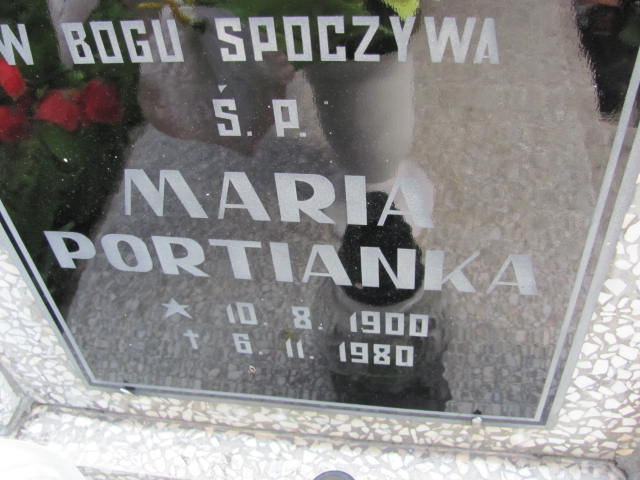 W BOGU SPOCZYWA
Ś. P.
MARIA
PORTIANKA
★ 10. 8. 1900
† 6. 11. 1980